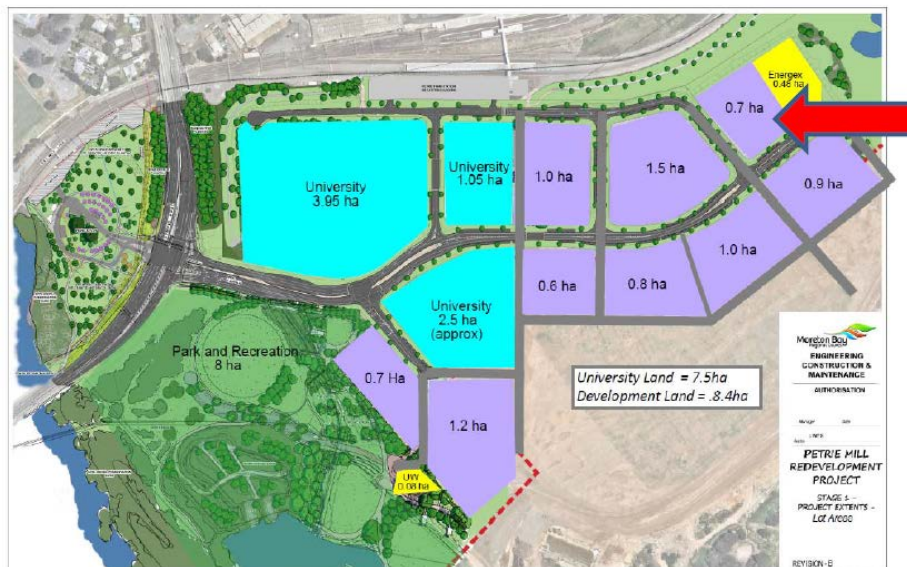 Energex
0.48 ha
0.7 ha
University
1.05 ha
1.0 ha
1.5 ha
University
3.95 ha
0.9 ha
1.0 ha
0.6 ha
0.8 ha
University
2.5 ha
(approx)
Park and Recreation
8 ha
0.7 Ha
1.2 ha
UW
0.08 ha
University Land = 7.5ha
Development Land = .8.4ha
Moreton Bay
Regional Council
ENGINEERING
CONSTRUCTION &
MAINTENANCE
AUTHORISATION
PETRIE MILL
REDEVELOPMENT
PROJECT
STAGE 1 -
PROJECT EXTENTS -
Lot Areas
REVISION - B